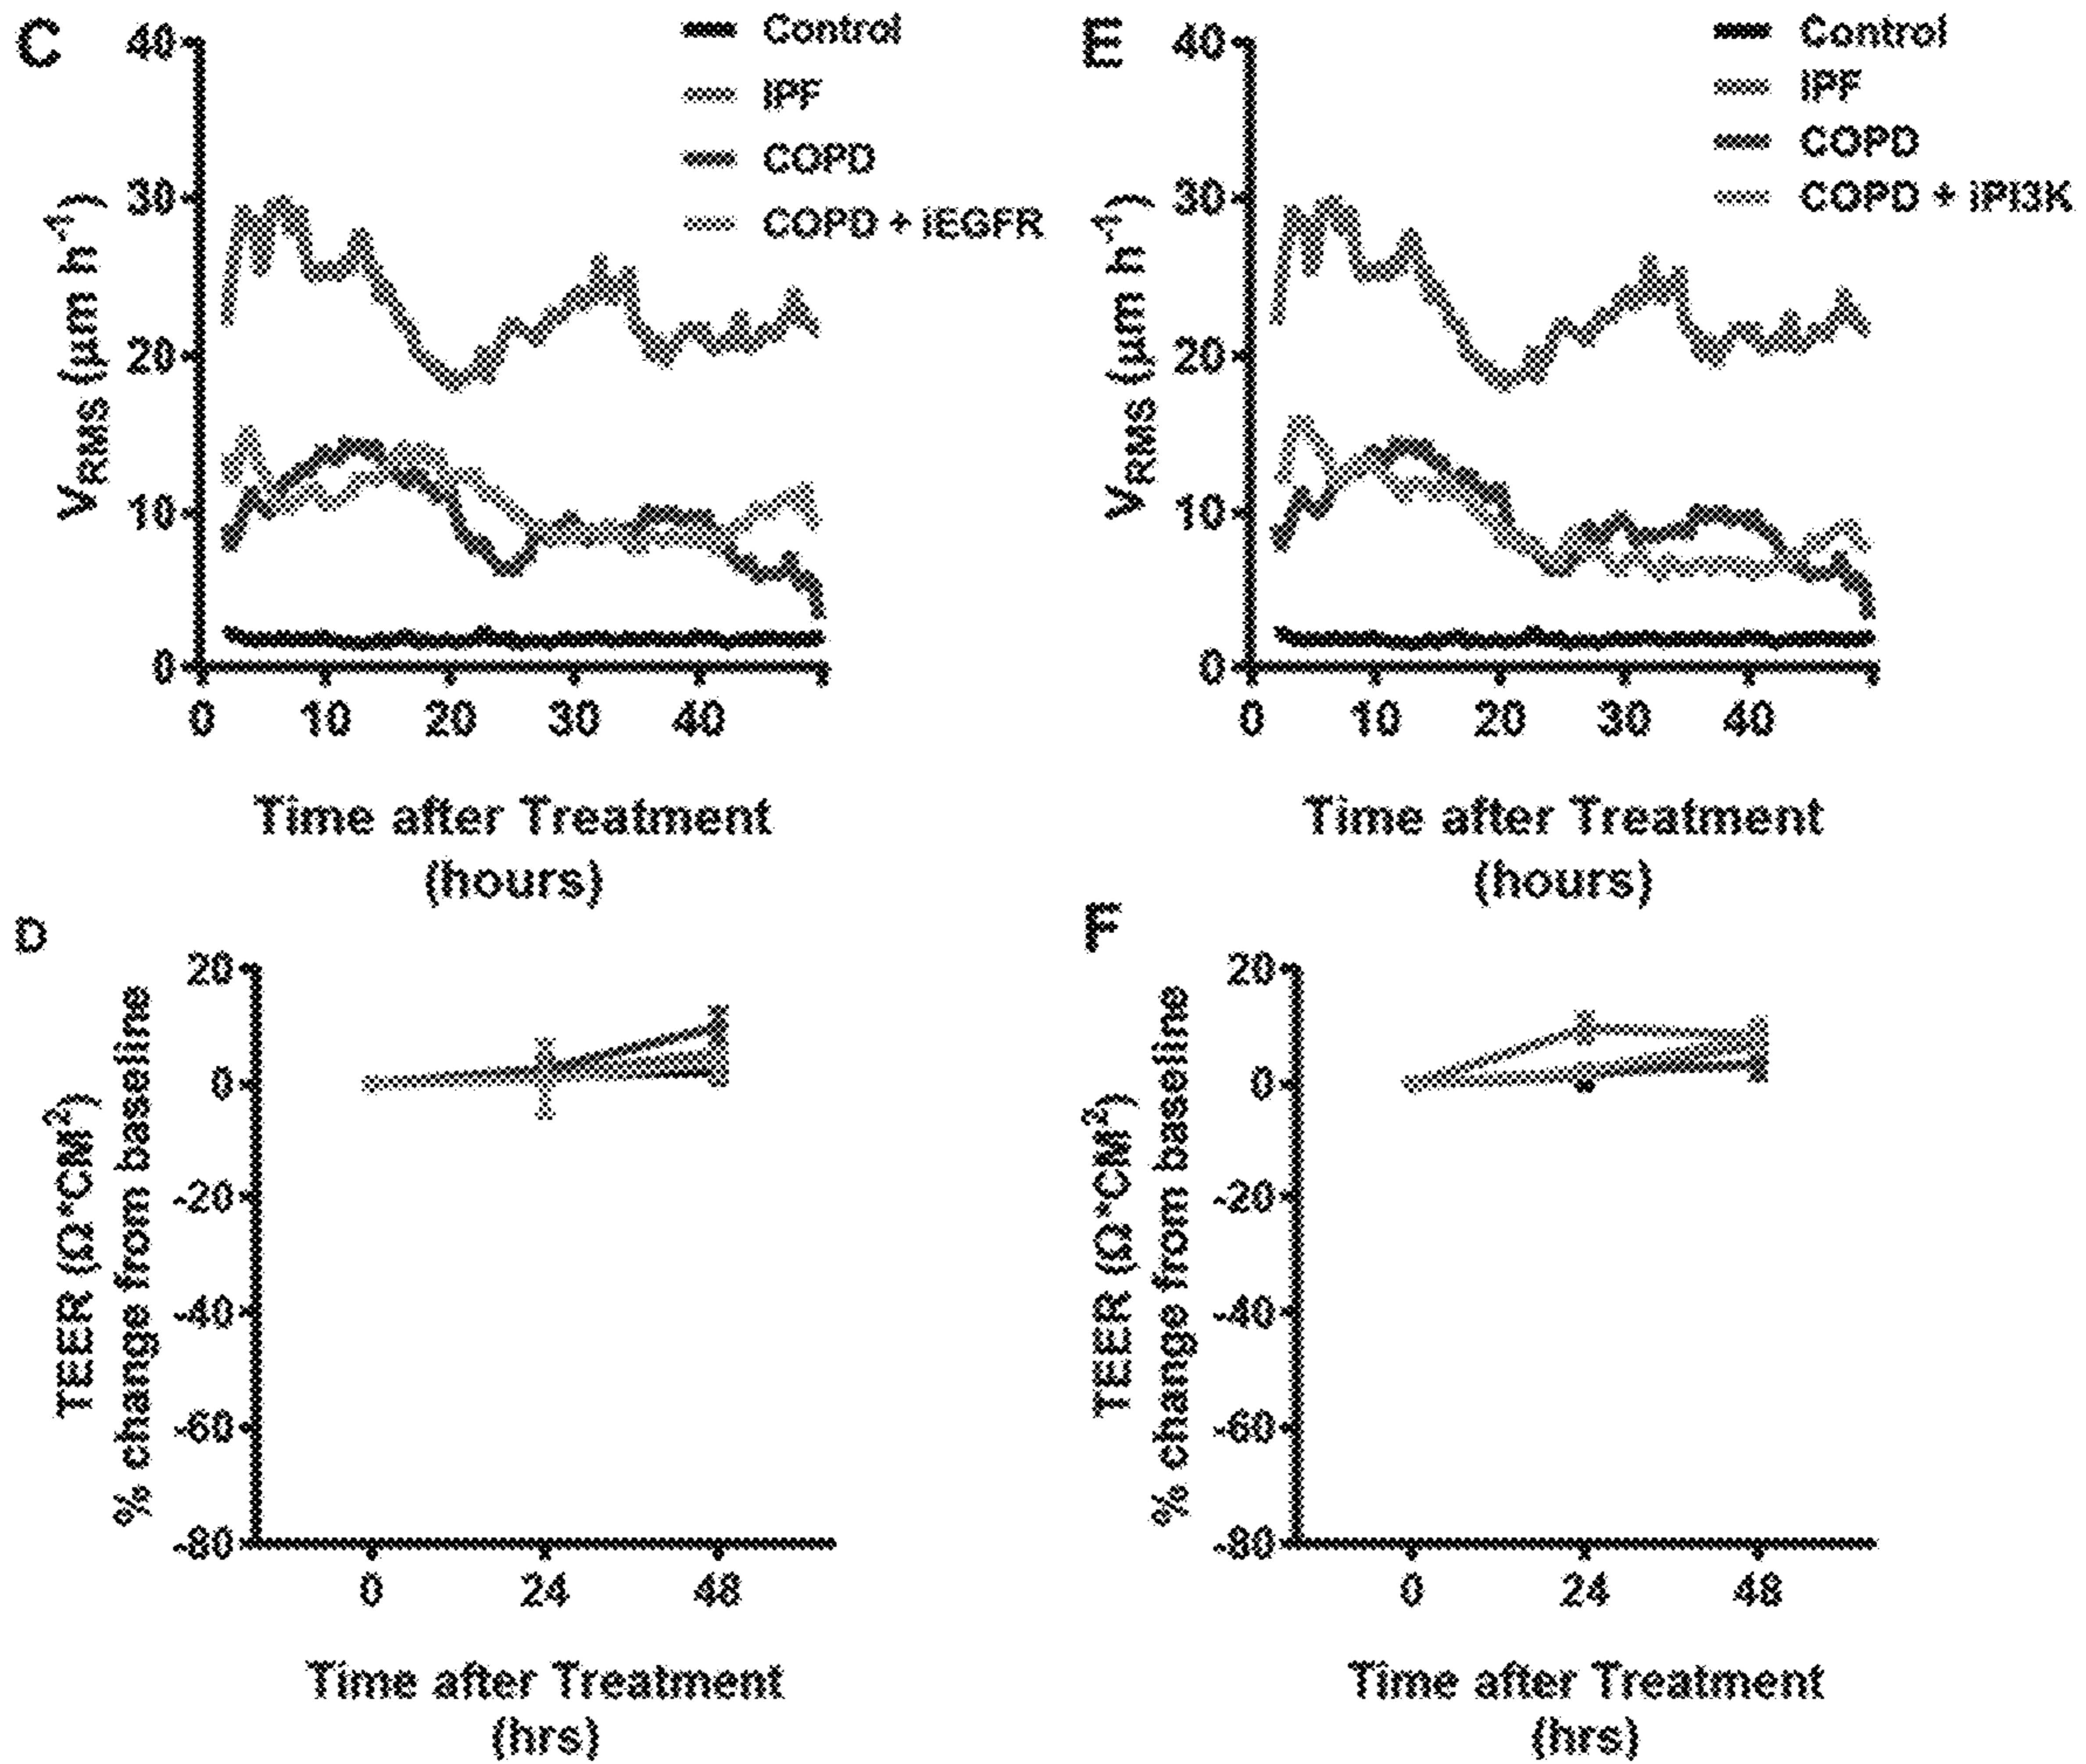 C
40
30
20
10
0
V_RMS (µm h⁻¹)
Control
IPF
COPD
COPD + iEGFR
0 10 20 30 40
Time after Treatment
(hours)
E
40
30
20
10
0
V_RMS (µm h⁻¹)
Control
IPF
COPD
COPD + iPI3K
0 10 20 30 40
Time after Treatment
(hours)
D
20
0
-20
-40
-60
-80
TEER (Ω*CM²)
% change from baseline
0 24 48
Time after Treatment
(hrs)
F
20
0
-20
-40
-60
-80
TEER (Ω*CM²)
% change from baseline
0 24 48
Time after Treatment
(hrs)